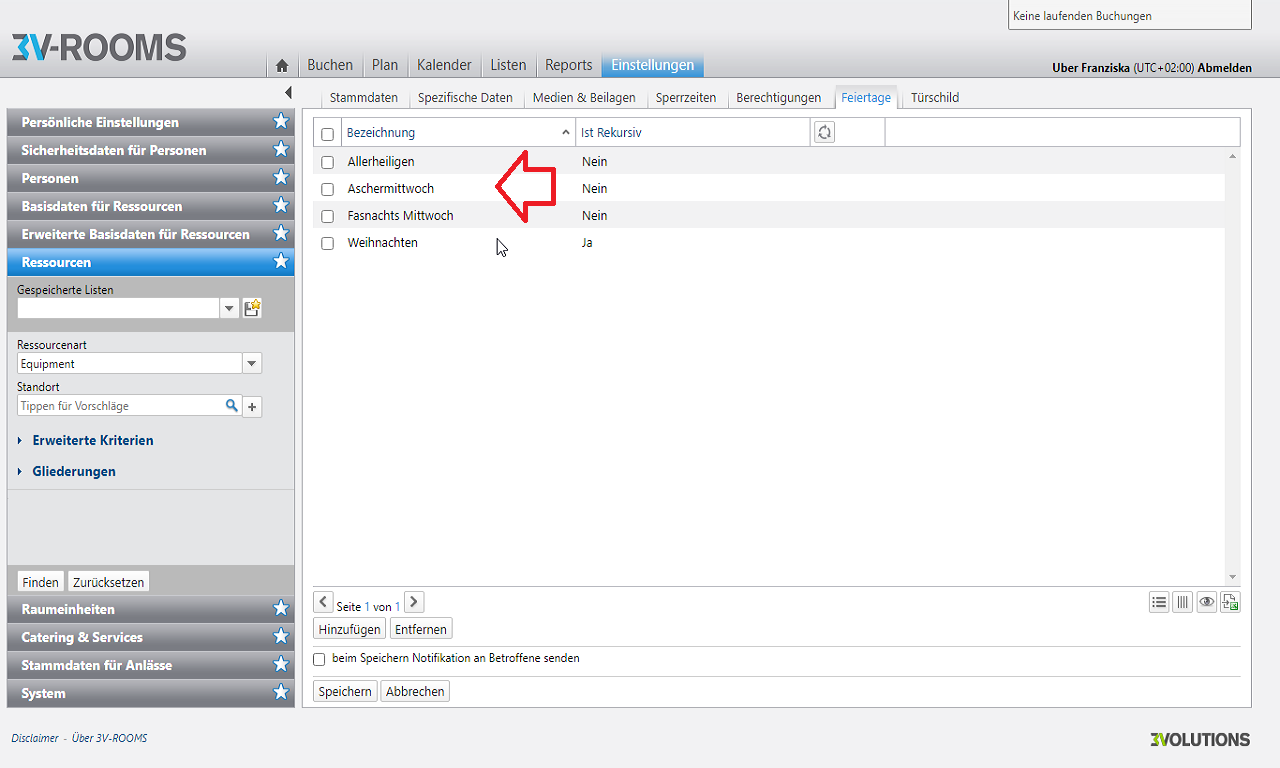 Keine laufenden Buchungen
3V-ROOMS
Buchen Plan Kalender Listen Reports Einstellungen
Uber Franziska (UTC+02:00) Abmelden
Stammdaten Spezifische Daten Medien & Beilagen Sperrzeiten Berechtigungen Feiertage Türschild
Persönliche Einstellungen
Sicherheitsdaten für Personen
Personen
Basisdaten für Ressourcen
Erweiterte Basisdaten für Ressourcen
Ressourcen
Gespeicherte Listen
Ressourcenart
Equipment
Standort
Tippen für Vorschläge
Erweiterte Kriterien
Gliederungen
Finden Zurücksetzen
Raumeinheiten
Catering & Services
Stammdaten für Anlässe
System
Bezeichnung Ist Rekursiv
Allerheiligen Nein
Aschermittwoch Nein
Fasnachts Mittwoch Nein
Weihnachten Ja
Seite 1 von 1
Hinzufügen Entfernen
beim Speichern Notifikation an Betroffene senden
Speichern Abbrechen
Disclaimer - Über 3V-ROOMS
3VOLUTIONS